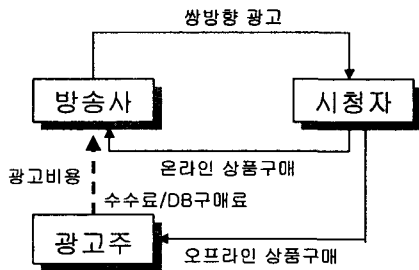 쌍방향 광고
방송사
시청자
온라인 상품구매
광고비용
수수료/DB구매료
광고주
오프라인 상품구매